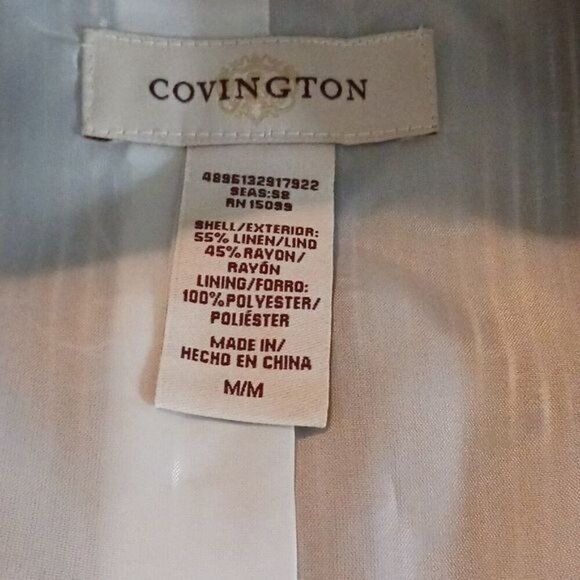 COVINGTON
4895132917922
SEAS:S8
RN 15099
SHELL/EXTERIOR:
55% LINEN/LINO
45% RAYON/
RAYÓN
LINING/FORRO:
100% POLYESTER/
POLIÉSTER
MADE IN/
HECHO EN CHINA
M/M